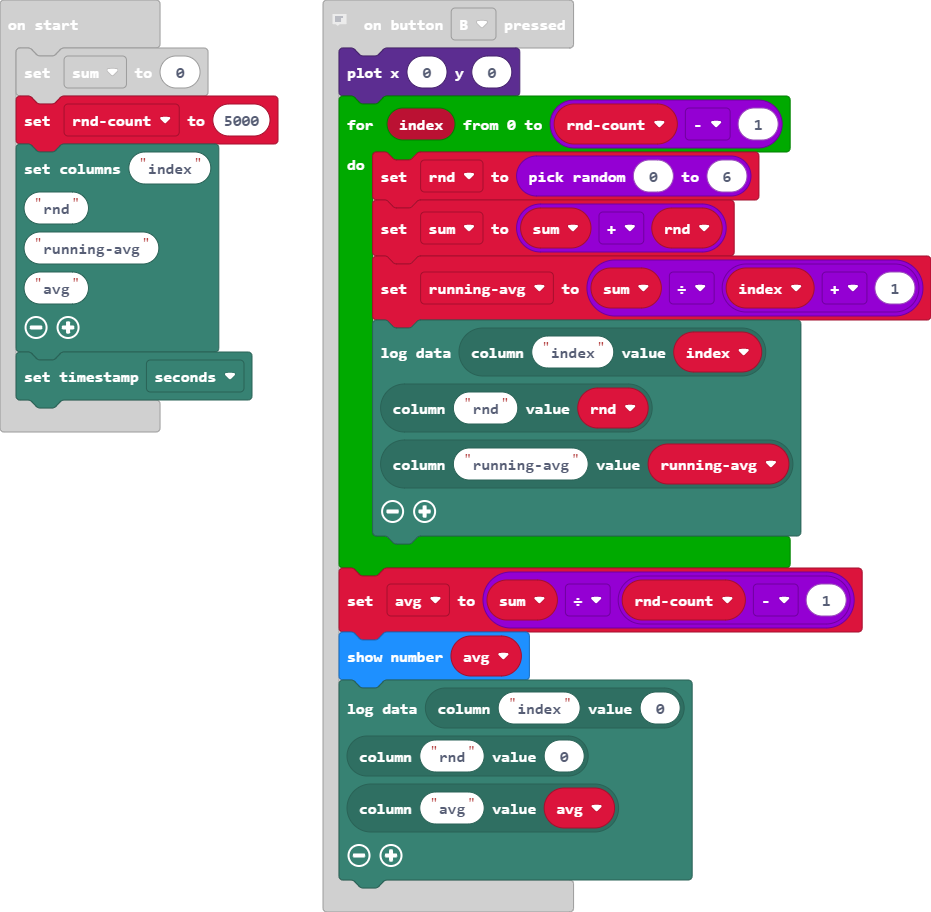 on start
set sum to 0
set rnd-count to 5000
set columns "index"
"rnd"
"running-avg"
"avg"
set timestamp seconds
on button B pressed
plot x 0 y 0
for index from 0 to rnd-count - 1
do
set rnd to pick random 0 to 6
set sum to sum + rnd
set running-avg to sum ÷ index + 1
log data column "index" value index
column "rnd" value rnd
column "running-avg" value running-avg
set avg to sum ÷ rnd-count - 1
show number avg
log data column "index" value 0
column "rnd" value 0
column "avg" value avg